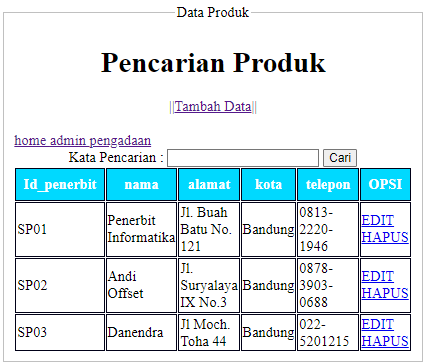 Data Produk
Pencarian Produk
||Tambah Data||
home admin pengadaan
Kata Pencarian : Cari
Id_penerbit nama alamat kota telepon OPSI
SP01 Penerbit Informatika Jl. Buah Batu No. 121 Bandung 0813-2220-1946 EDIT HAPUS
SP02 Andi Offset Jl. Suryalaya IX No.3 Bandung 0878-3903-0688 EDIT HAPUS
SP03 Danendra Jl Moch. Toha 44 Bandung 022-5201215 EDIT HAPUS